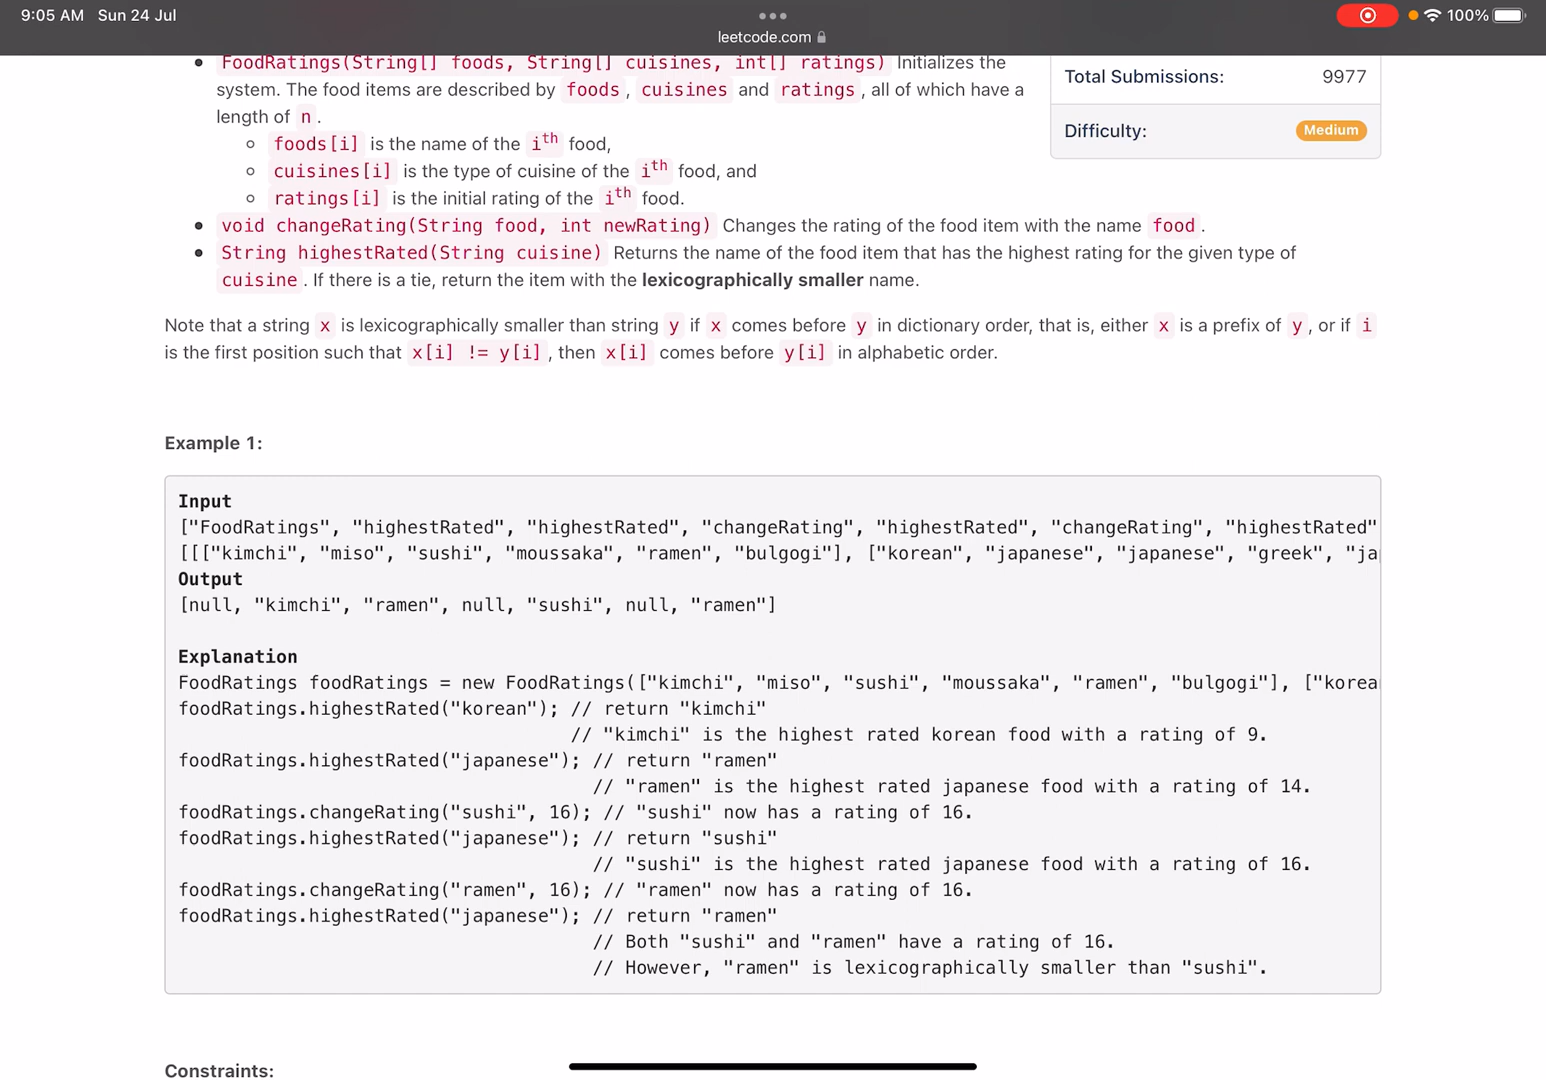 9:05 AM Sun 24 Jul
100%
leetcode.com
FoodRatings(String[] foods, String[] cuisines, int[] ratings) Initializes the
system. The food items are described by foods, cuisines and ratings, all of which have a
length of n.
foods[i] is the name of the ith food,
cuisines[i] is the type of cuisine of the ith food, and
ratings[i] is the initial rating of the ith food.
Total Submissions: 9977
Difficulty: Medium
void changeRating(String food, int newRating) Changes the rating of the food item with the name food.
String highestRated(String cuisine) Returns the name of the food item that has the highest rating for the given type of
cuisine. If there is a tie, return the item with the lexicographically smaller name.
Note that a string x is lexicographically smaller than string y if x comes before y in dictionary order, that is, either x is a prefix of y, or if i
is the first position such that x[i] != y[i], then x[i] comes before y[i] in alphabetic order.
Example 1:
Input
["FoodRatings", "highestRated", "highestRated", "changeRating", "highestRated", "changeRating", "highestRated"
[[["kimchi", "miso", "sushi", "moussaka", "ramen", "bulgogi"], ["korean", "japanese", "japanese", "greek", "ja
Output
[null, "kimchi", "ramen", null, "sushi", null, "ramen"]
Explanation
FoodRatings foodRatings = new FoodRatings(["kimchi", "miso", "sushi", "moussaka", "ramen", "bulgogi"], ["korea
foodRatings.highestRated("korean"); // return "kimchi"
// "kimchi" is the highest rated korean food with a rating of 9.
foodRatings.highestRated("japanese"); // return "ramen"
// "ramen" is the highest rated japanese food with a rating of 14.
foodRatings.changeRating("sushi", 16); // "sushi" now has a rating of 16.
foodRatings.highestRated("japanese"); // return "sushi"
// "sushi" is the highest rated japanese food with a rating of 16.
foodRatings.changeRating("ramen", 16); // "ramen" now has a rating of 16.
foodRatings.highestRated("japanese"); // return "ramen"
// Both "sushi" and "ramen" have a rating of 16.
// However, "ramen" is lexicographically smaller than "sushi".
Constraints: